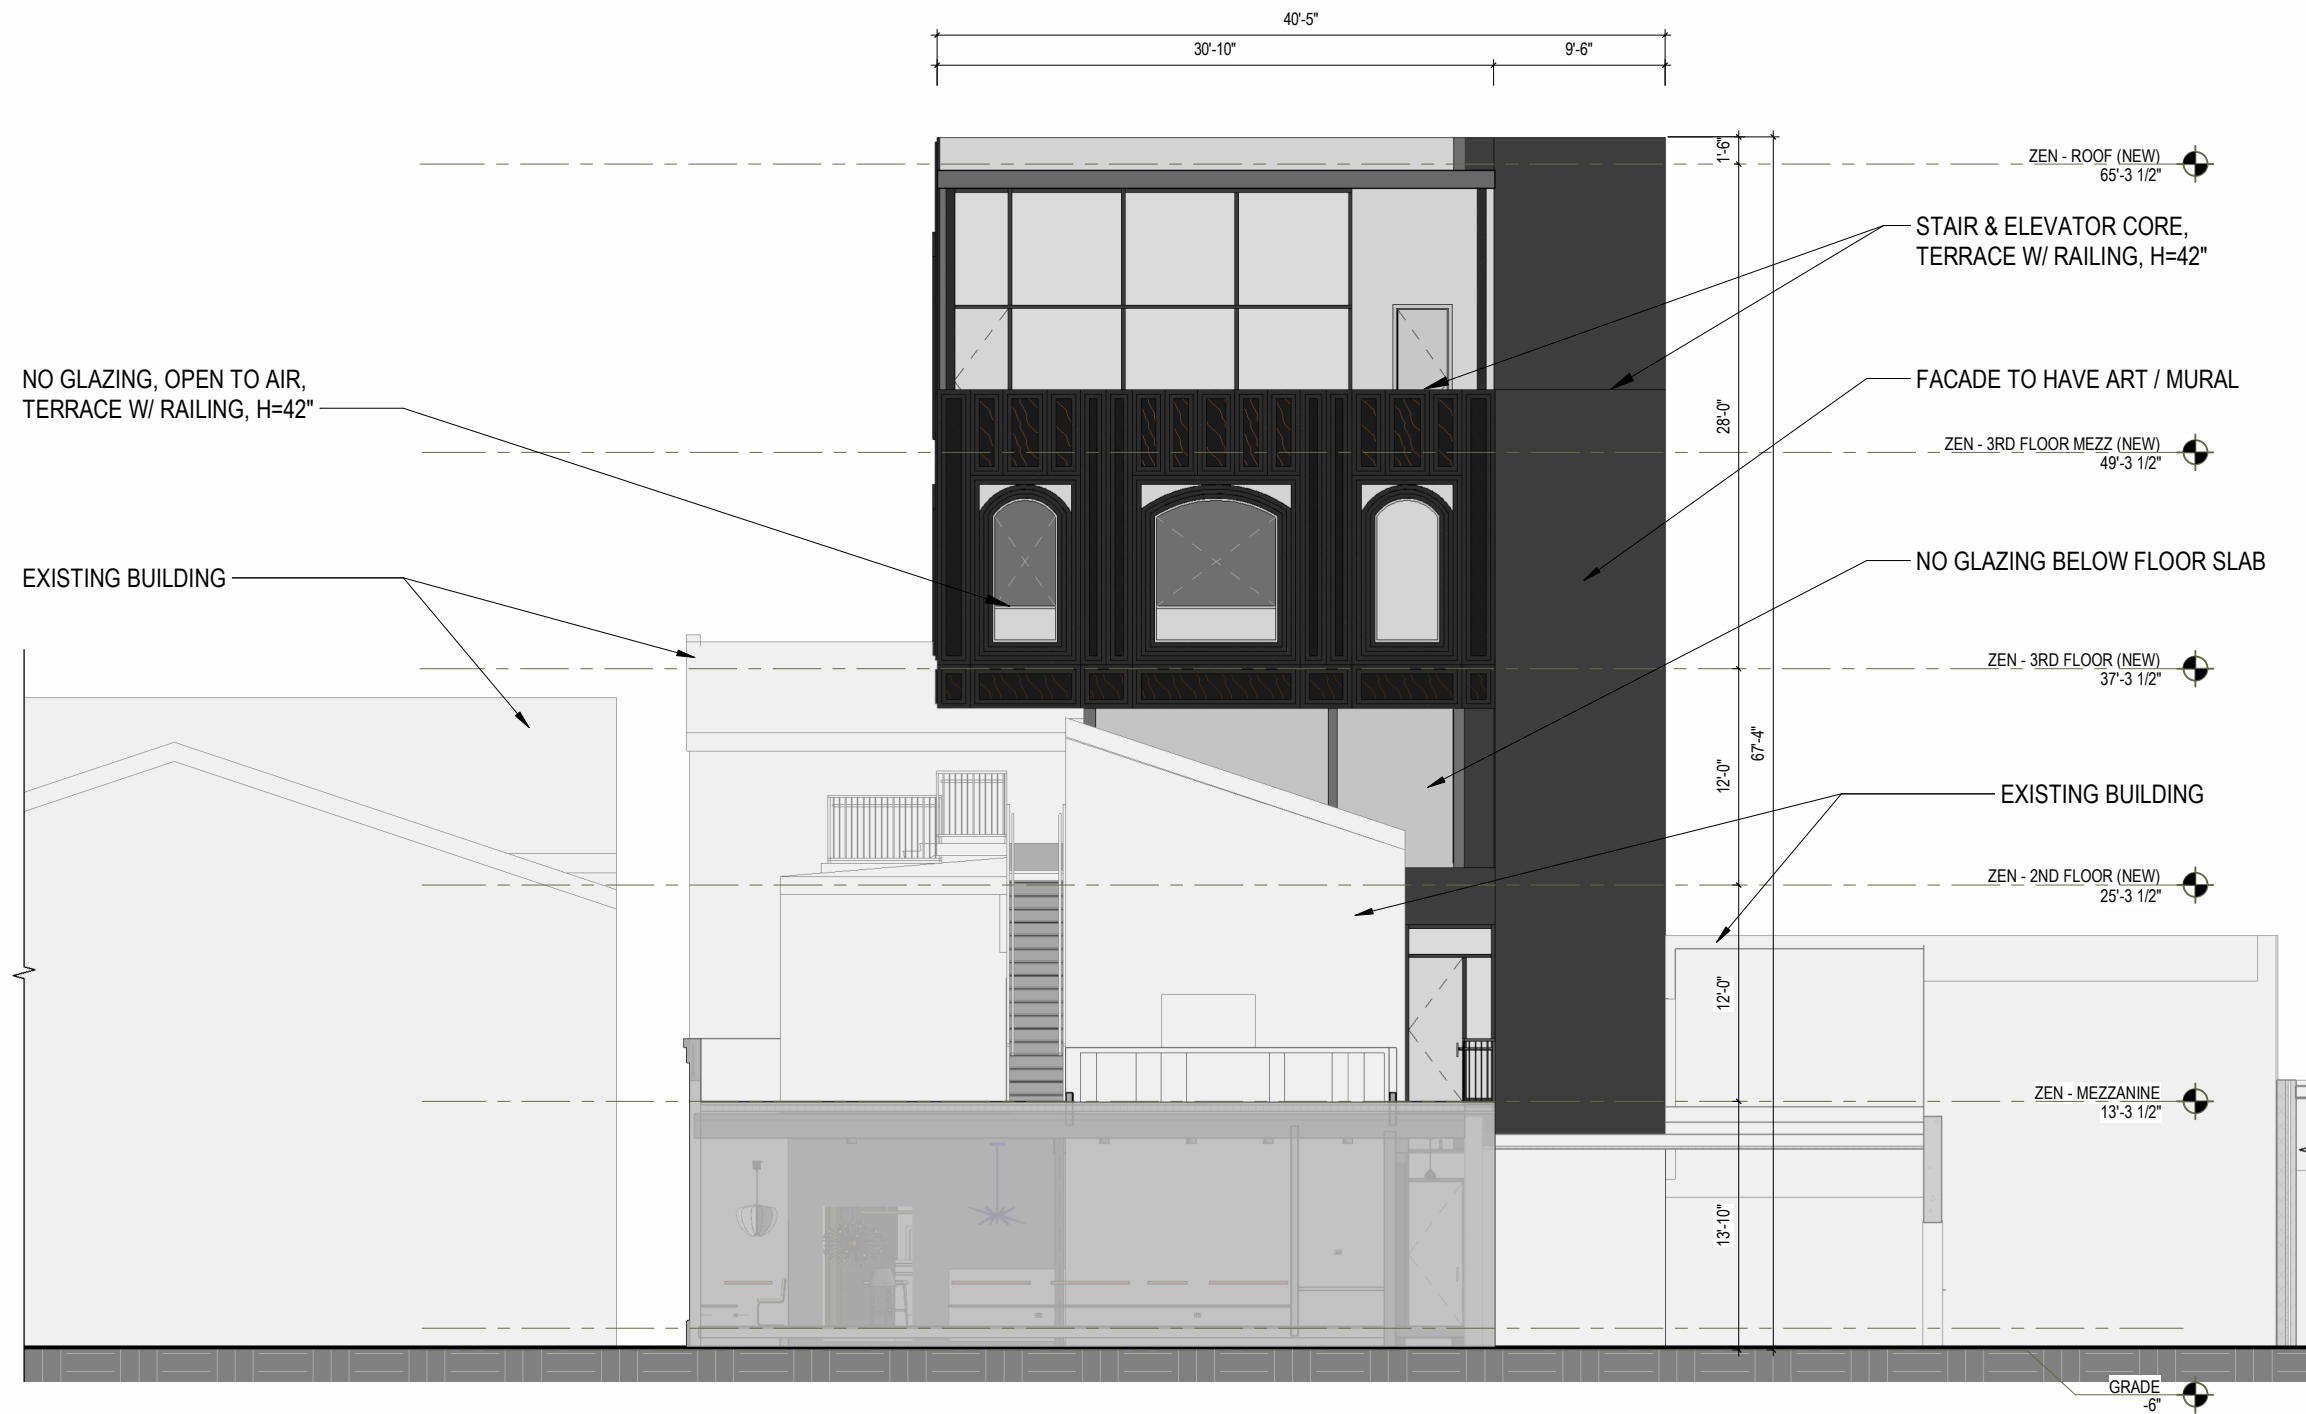 40'-5"
30'-10"
9'-6"
1'-6"
ZEN - ROOF (NEW)
65'-3 1/2"
STAIR & ELEVATOR CORE,
TERRACE W/ RAILING, H=42"
NO GLAZING, OPEN TO AIR,
TERRACE W/ RAILING, H=42"
FACADE TO HAVE ART / MURAL
28'-0"
ZEN - 3RD FLOOR MEZZ (NEW)
49'-3 1/2"
EXISTING BUILDING
NO GLAZING BELOW FLOOR SLAB
ZEN - 3RD FLOOR (NEW)
37'-3 1/2"
67'-4"
12'-0"
EXISTING BUILDING
ZEN - 2ND FLOOR (NEW)
25'-3 1/2"
12'-0"
ZEN - MEZZANINE
13'-3 1/2"
13'-10"
GRADE
-6"